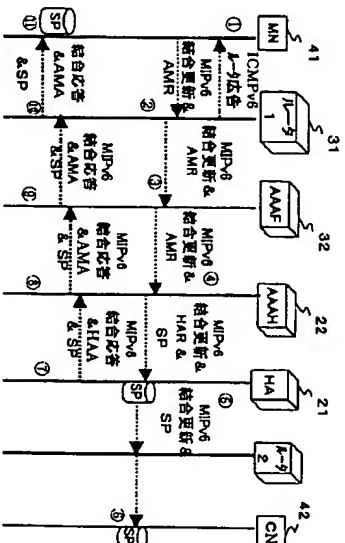 41
MN
31
ルータ
1
32
AAAF
22
AAAH
21
HA
ルータ
2
42
CN
①
ICMPv6
ルータ広告
MIPv6
結合更新&
AMR
②
MIPv6
結合更新&
AMR
③
MIPv6
結合更新&
AMR
④
MIPv6
結合更新&
HAR &
SP
⑤
MIPv6
結合更新&
SP
SP
⑥
SP
⑦
MIPv6
結合応答
&HAA
& SP
⑧
MIPv6
結合応答
&AMA
& SP
MIPv6
結合応答
&AMA
&SP
MIPv6
結合応答
&AMA
&SP
⑪
SP